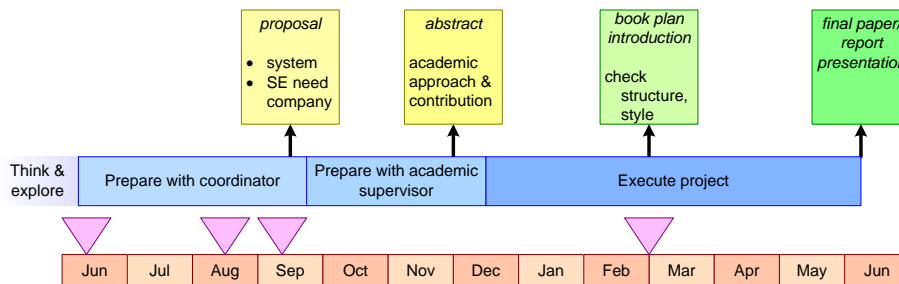 proposal
• system
• SE need
company
abstract
academic
approach &
contribution
book plan
introduction
check
structure,
style
final paper/
report
presentation
Think &
explore
Prepare with coordinator
Prepare with academic
supervisor
Execute project
Jun
Jul
Aug
Sep
Oct
Nov
Dec
Jan
Feb
Mar
Apr
May
Jun